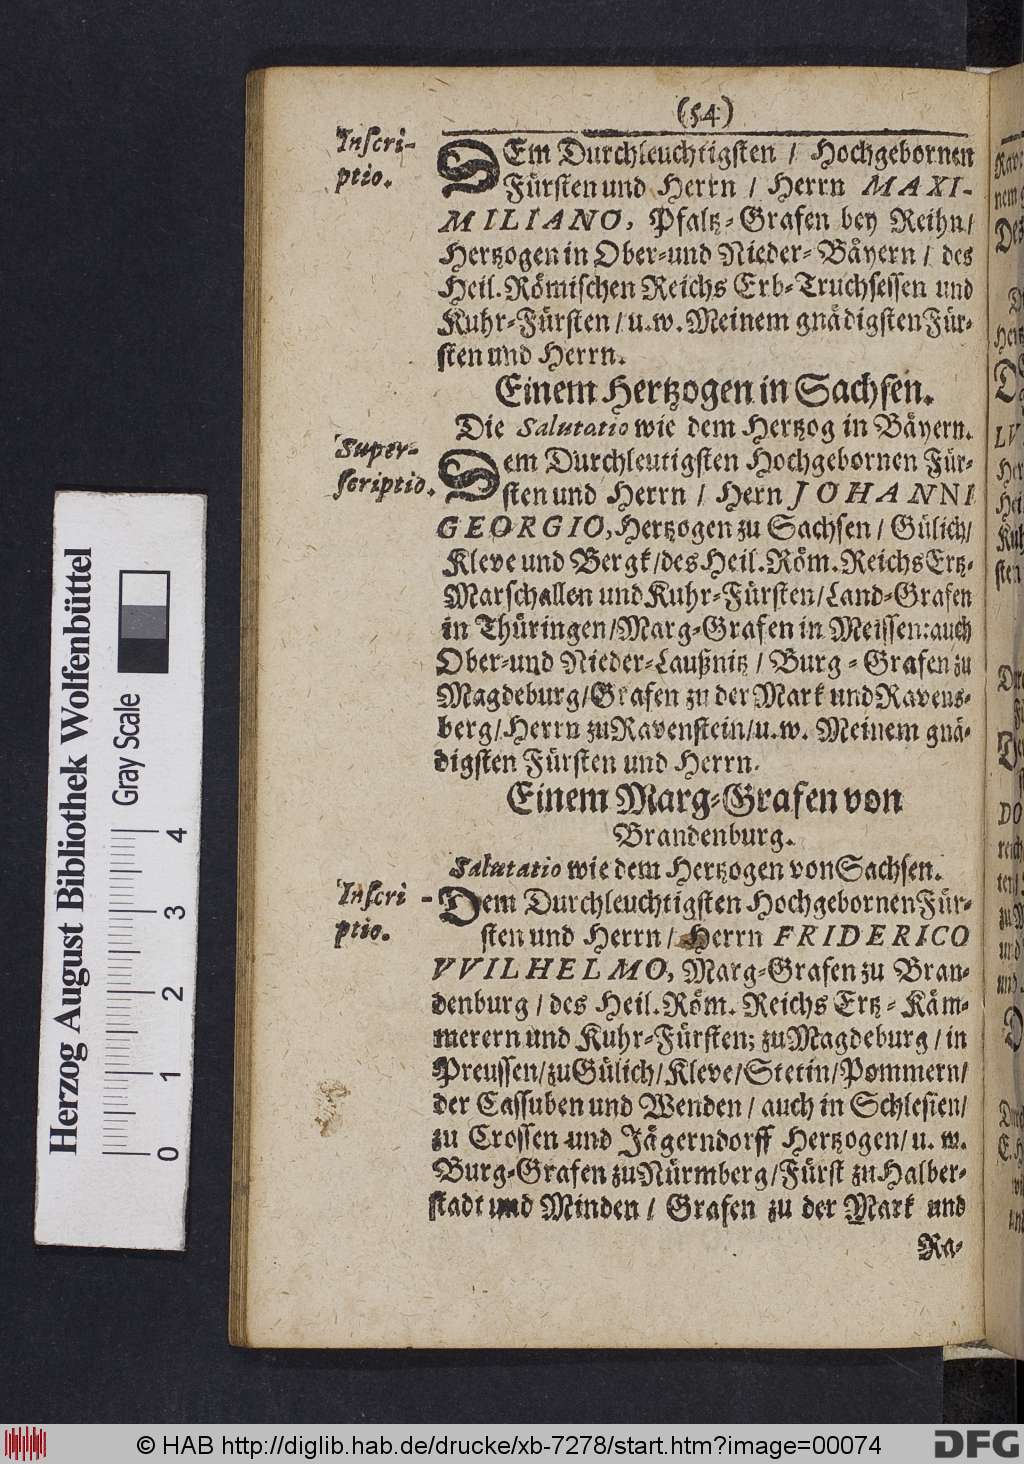 (54)
Inscri-
ptio.
DEm Durchleuchtigsten / Hochgebornen
Fürsten und Herrn / Herrn MAXI-
MILIANO, Pfaltz-Grafen bey Reihn/
Hertzogen in Ober-und Nieder-Bäyern / des
Heil. Römischen Reichs Erb-Truchsessen und
Kuhr-Fürsten / u. w. Meinem gnädigsten Für-
sten und Herrn.
Einem Hertzogen in Sachsen.
Die Salutatio wie dem Hertzog in Bäyern.
Super-
scriptio.
Dem Durchleutigsten Hochgebornen Für-
sten und Herrn / Hern JOHANNI
GEORGIO, Hertzogen zu Sachsen / Gülich/
Kleve und Bergk/des Heil. Röm. Reichs Ertz-
Marschallen und Kuhr-Fürsten/Land-Grafen
in Thüringen/Marg-Grafen in Meissen: auch
Ober-und Nieder-Laußnitz / Burg-Grafen zu
Magdeburg/Grafen zu der Mark und Ravens-
berg/Herrn zu Ravenstein/u. w. Meinem gnä-
digsten Fürsten und Herrn.
Einem Marg-Grafen von
Brandenburg.
Salutatio wie dem Hertzogen von Sachsen.
Inscri-
ptio.
Dem Durchleuchtigsten Hochgebornen Für-
sten und Herrn / Herrn FRIDERICO
VVILHELMO, Marg-Grafen zu Bran-
denburg / des Heil. Röm. Reichs Ertz-Käm-
merern und Kuhr-Fürsten; zu Magdeburg / in
Preussen/zu Gülich/Kleve/Stetin/Pommern/
der Cassuben und Wenden / auch in Schlesien/
zu Crossen und Jägerndorff Hertzogen/ u. w.
Burg-Grafen zu Nürmberg/Fürst zu Halber-
stadt und Minden / Grafen zu der Mark und
Ra-
Herzog August Bibliothek Wolfenbüttel
Gray Scale
0 1 2 3 4
© HAB http://diglib.hab.de/drucke/xb-7278/start.htm?image=00074
DFG